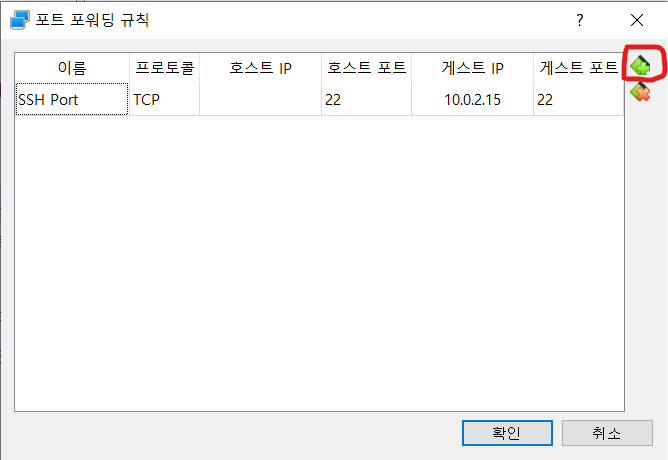 포트 포워딩 규칙 ?
이름 프로토콜 호스트 IP 호스트 포트 게스트 IP 게스트 포트
SSH Port TCP 22 10.0.2.15 22
확인 취소